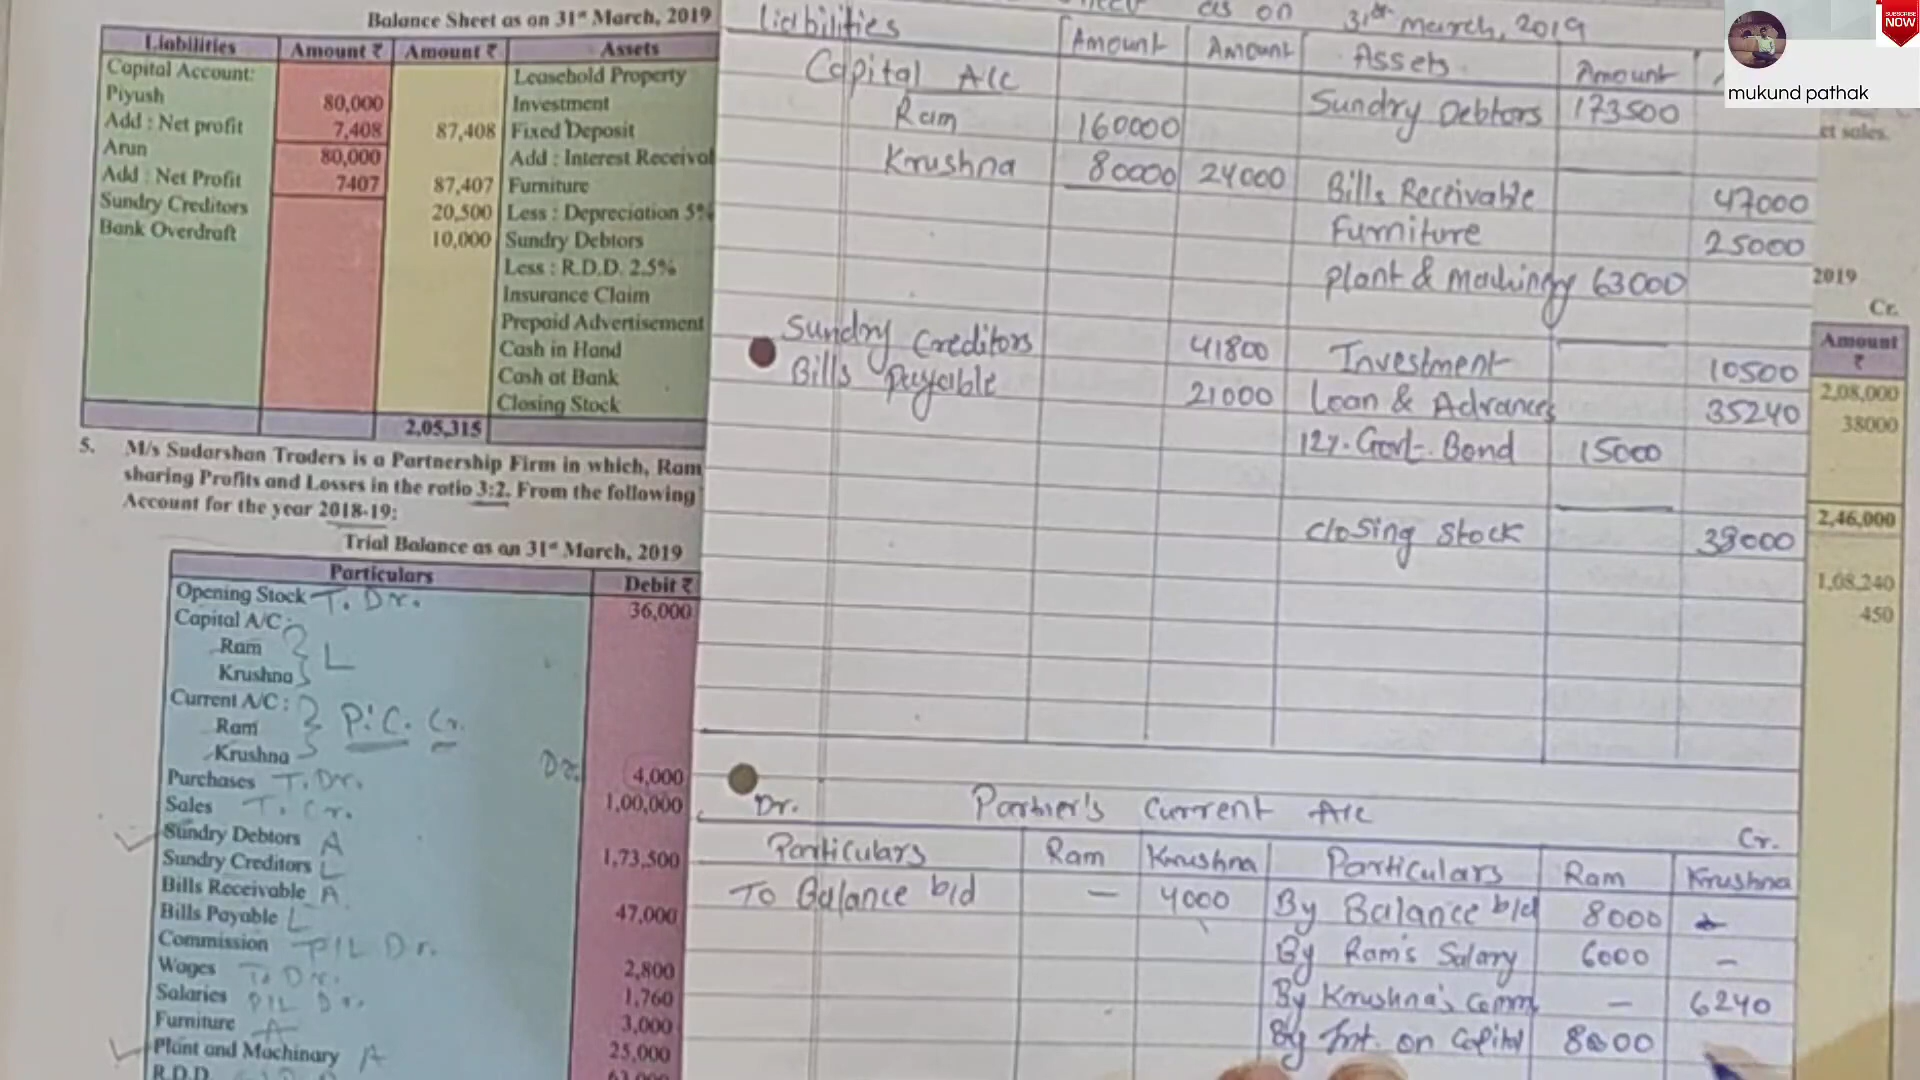 Balance Sheet as an 31st March, 2019
Liabilities Amount ₹ Amount ₹ Assets
Capital Account: Leasehold Property
Piyush 80,000 Investment
Add : Net profit 7,408 87,408 Fixed Deposit
Arun 80,000 Add : Interest Receival
Add : Net Profit 7407 87,407 Furniture
Sundry Creditors 20,500 Less : Depreciation 5%
Bank Overdraft 10,000 Sundry Debtors
Less : R.D.D. 2.5%
Insurance Claim
Prepaid Advertisement
Cash in Hand
Cash at Bank
Closing Stock
2,05,315
5. M/s Sudarshan Traders is a Partnership Firm in which, Ram
sharing Profits and Losses in the ratio 3:2. From the following
Account for the year 2018-19:
Trial Balance as an 31st March, 2019
Particulars Debit ₹
Opening Stock T. Dr. 36,000
Capital A/C :
Ram L
Krushna
Current A/C :
Ram P.C. Cr.
Krushna Dr. 4,000
Purchases T. Dr. 1,00,000
Sales T. Cr.
Sundry Debtors A 1,73,500
Sundry Creditors L
Bills Receivable A 47,000
Bills Payable L
Commission P/L Dr. 2,800
Wages T. Dr. 1,760
Salaries P/L Dr. 3,000
Furniture A 25,000
Plant and Machinary A 63,000
R.D.D.
as on 31st march, 2019
Liabilities Amount Amount Assets Amount
Capital A/c Sundry Debtors 173500
Ram 160000
Krushna 80000 24000 Bills Receivable 47000
Furniture 25000
plant & machinery 63000
Sundry Creditors 41800 Investment 10500
Bills Payable 21000 Loan & Advances 35240
12%. Govt. Bond 15000
closing stock 38000
Dr. Partner's Current A/c Cr.
Particulars Ram Krushna Particulars Ram Krushna
To Balance b/d – 4000 By Balance b/d 8000 –
By Ram's Salary 6000 –
By Krushna's comm. – 6240
By Int. on Capital 8000
SUBSCRIBE
NOW
mukund pathak
et sales.
2019
Cr.
Amount
₹
2,08,000
38000
2,46,000
1,08,240
450